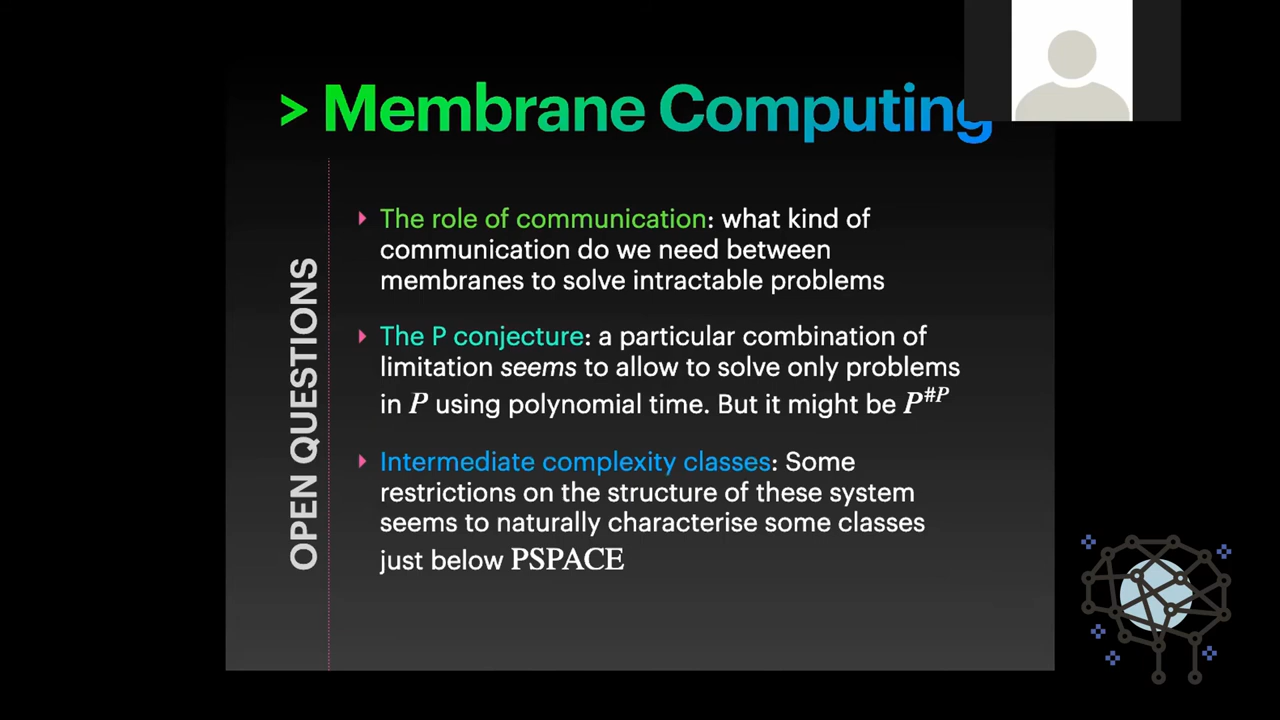 > Membrane Computing
OPEN QUESTIONS
The role of communication: what kind of
communication do we need between
membranes to solve intractable problems
The P conjecture: a particular combination of
limitation seems to allow to solve only problems
in P using polynomial time. But it might be P^#P
Intermediate complexity classes: Some
restrictions on the structure of these system
seems to naturally characterise some classes
just below PSPACE